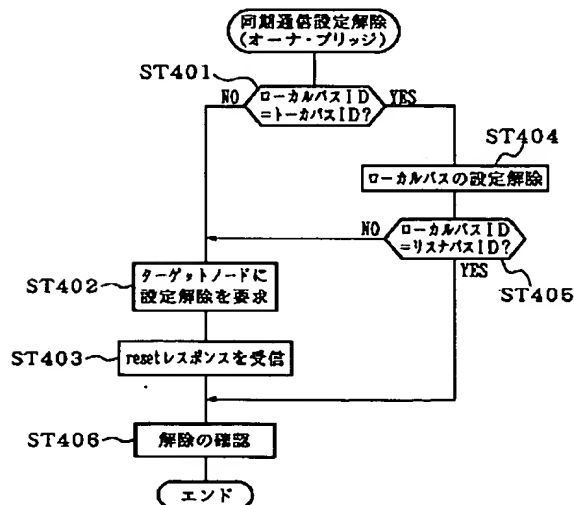 同期通信設定解除
(オーナ・ブリッジ)
ST401
NO
ローカルバスID
=トーカバスID?
YES
ST404
ローカルバスの設定解除
NO
ローカルバスID
=リスナバスID?
YES
ST405
ST402
ターゲットノードに
設定解除を要求
ST403
resetレスポンスを受信
ST406
解除の確認
エンド